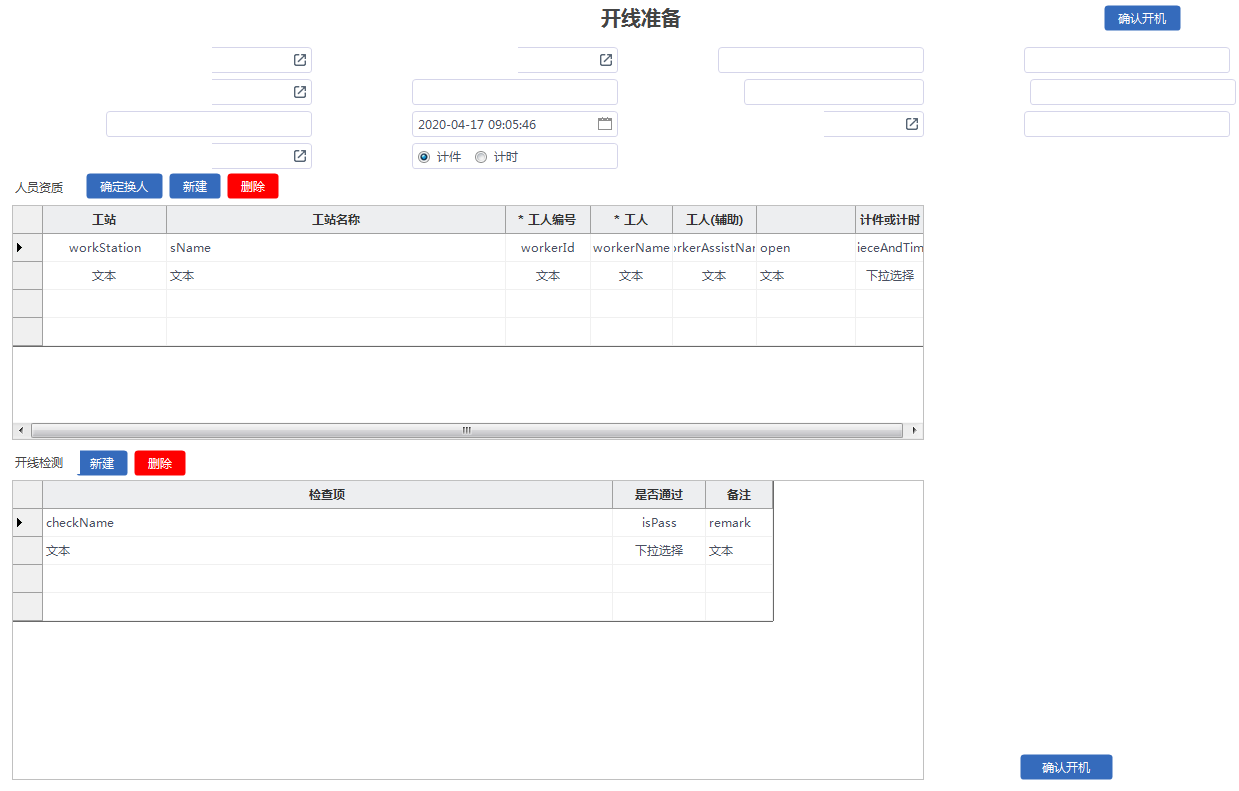 开线准备
确认开机
2020-04-17 09:05:46
计件 计时
人员资质 确定换人 新建 删除
工站 工站名称 * 工人编号 * 工人 工人(辅助) 计件或计时
workStation sName workerId workerName rkerAssistNar open ieceAndTim
文本 文本 文本 文本 文本 文本 下拉选择
开线检测 新建 删除
检查项 是否通过 备注
checkName isPass remark
文本 下拉选择 文本
确认开机